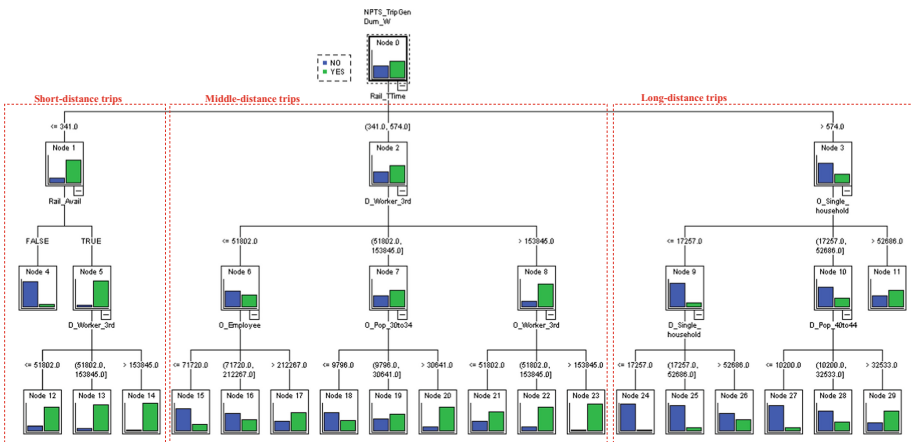 NPTS_TripGen
Dum_W
Node 0
NO
YES
Rail_TTime
Short-distance trips
Middle-distance trips
Long-distance trips
<= 341.0
(341.0, 574.0]
> 574.0
Node 1
Node 2
Node 3
Rail_Avail
D_Worker_3rd
O_Single_
household
FALSE
TRUE
<= 51802.0
(51802.0,
153845.0]
> 153845.0
<= 17257.0
(17257.0,
52686.0]
> 52686.0
Node 4
Node 5
Node 6
Node 7
Node 8
Node 9
Node 10
Node 11
D_Worker_3rd
O_Employee
O_Pop_30to34
O_Worker_3rd
D_Single_
household
D_Pop_40to44
<= 51802.0
(51802.0,
153845.0]
> 153845.0
<= 71720.0
(71720.0,
212267.0]
> 212267.0
<= 9796.0
(9796.0,
30641.0]
> 30641.0
<= 51802.0
(51802.0,
153845.0]
> 153845.0
<= 17257.0
(17257.0,
52686.0]
> 52686.0
<= 10200.0
(10200.0,
32533.0]
> 32533.0
Node 12
Node 13
Node 14
Node 15
Node 16
Node 17
Node 18
Node 19
Node 20
Node 21
Node 22
Node 23
Node 24
Node 25
Node 26
Node 27
Node 28
Node 29